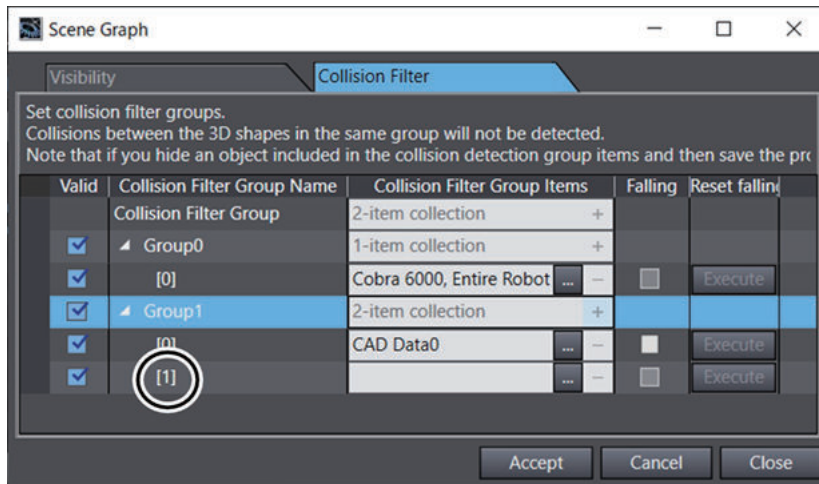 Scene Graph
Visibility Collision Filter
Set collision filter groups.
Collisions between the 3D shapes in the same group will not be detected.
Note that if you hide an object included in the collision detection group items and then save the pro
Valid Collision Filter Group Name Collision Filter Group Items Falling Reset falling
Collision Filter Group 2-item collection +
Group0 1-item collection +
[0] Cobra 6000, Entire Robot ... − Execute
Group1 2-item collection +
[0] CAD Data0 ... − Execute
[1] ... − Execute
Accept Cancel Close